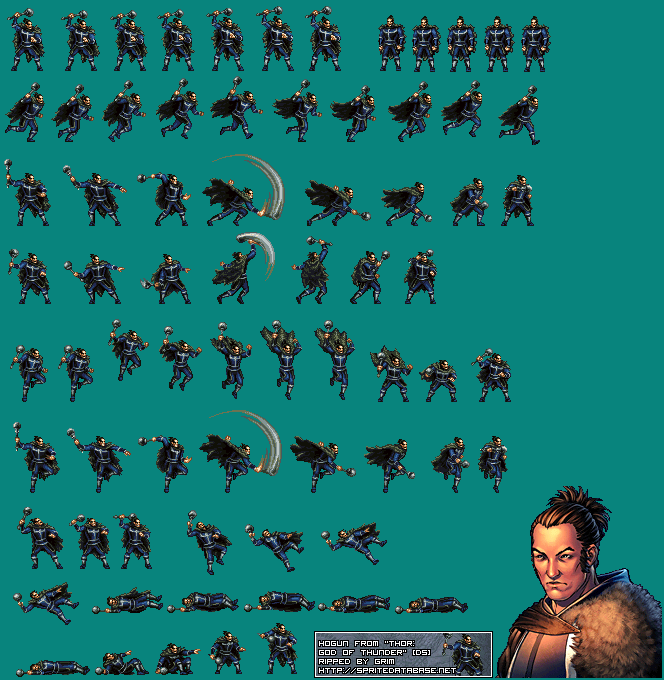 HOGUN FROM "THOR:
GOD OF THUNDER" (DS)
RIPPED BY GRIM
HTTP://SPRITEDATABASE.NET